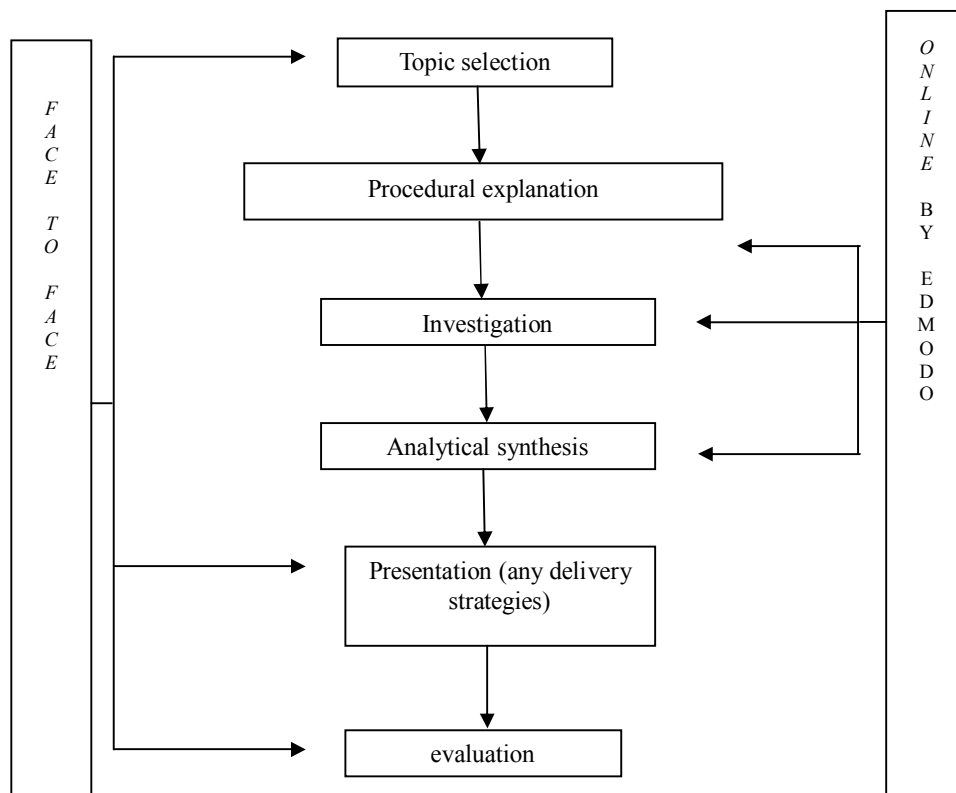 FACE TO FACE
Topic selection
Procedural explanation
Investigation
Analytical synthesis
Presentation (any delivery
strategies)
evaluation
ONLINE BY EDMODO